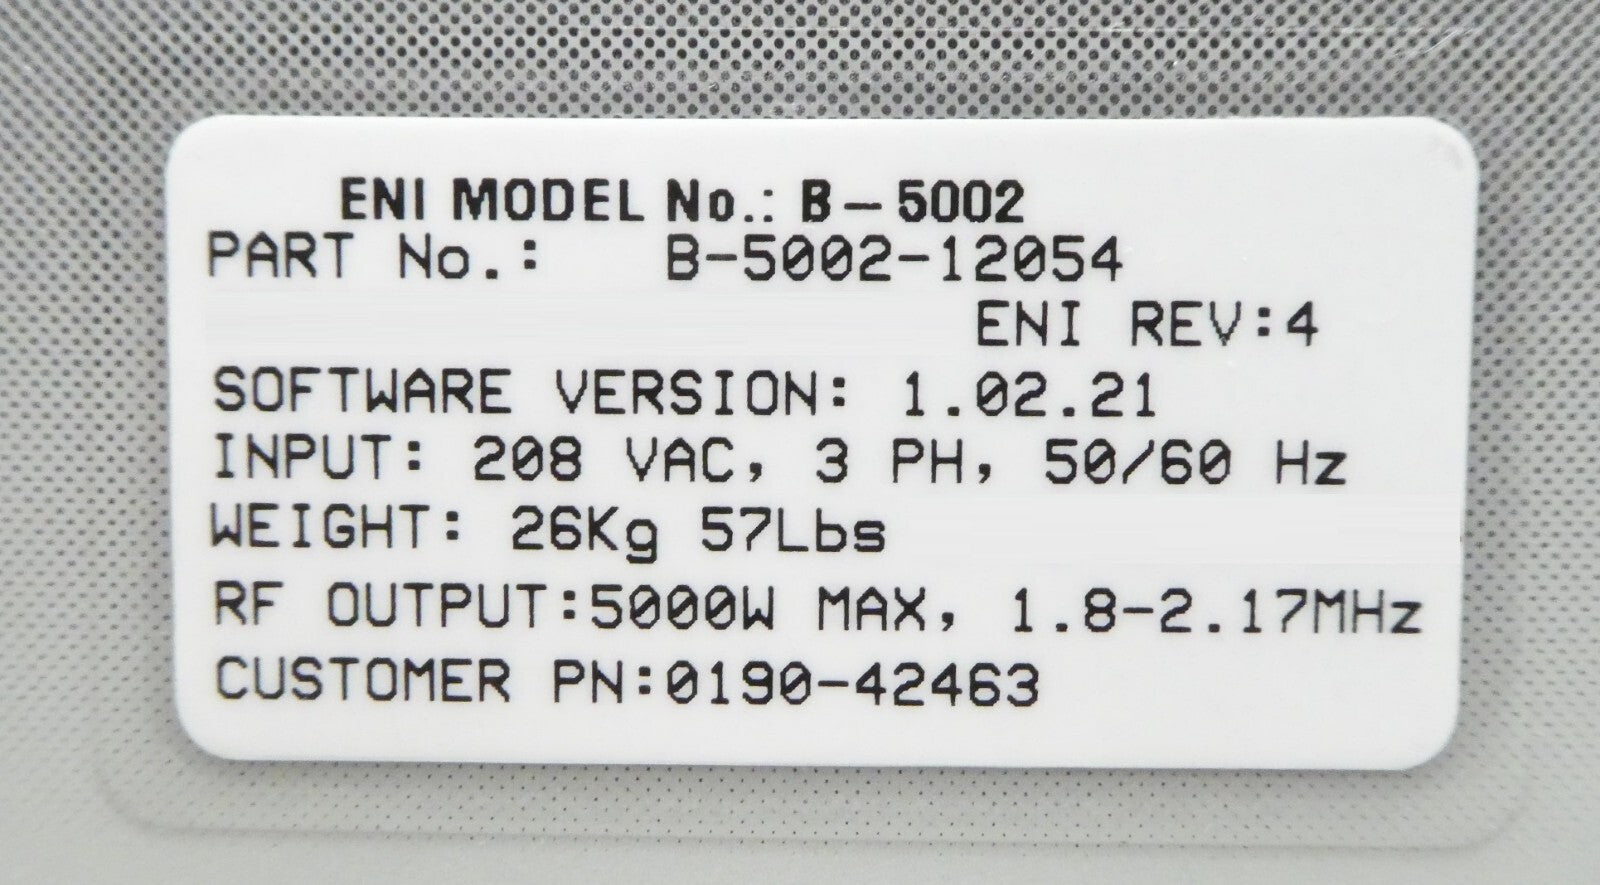 ENI MODEL No.: B-5002
PART No.: B-5002-12054
ENI REV:4
SOFTWARE VERSION: 1.02.21
INPUT: 208 VAC, 3 PH, 50/60 Hz
WEIGHT: 26Kg 57Lbs
RF OUTPUT:5000W MAX, 1.8-2.17MHz
CUSTOMER PN:0190-42463